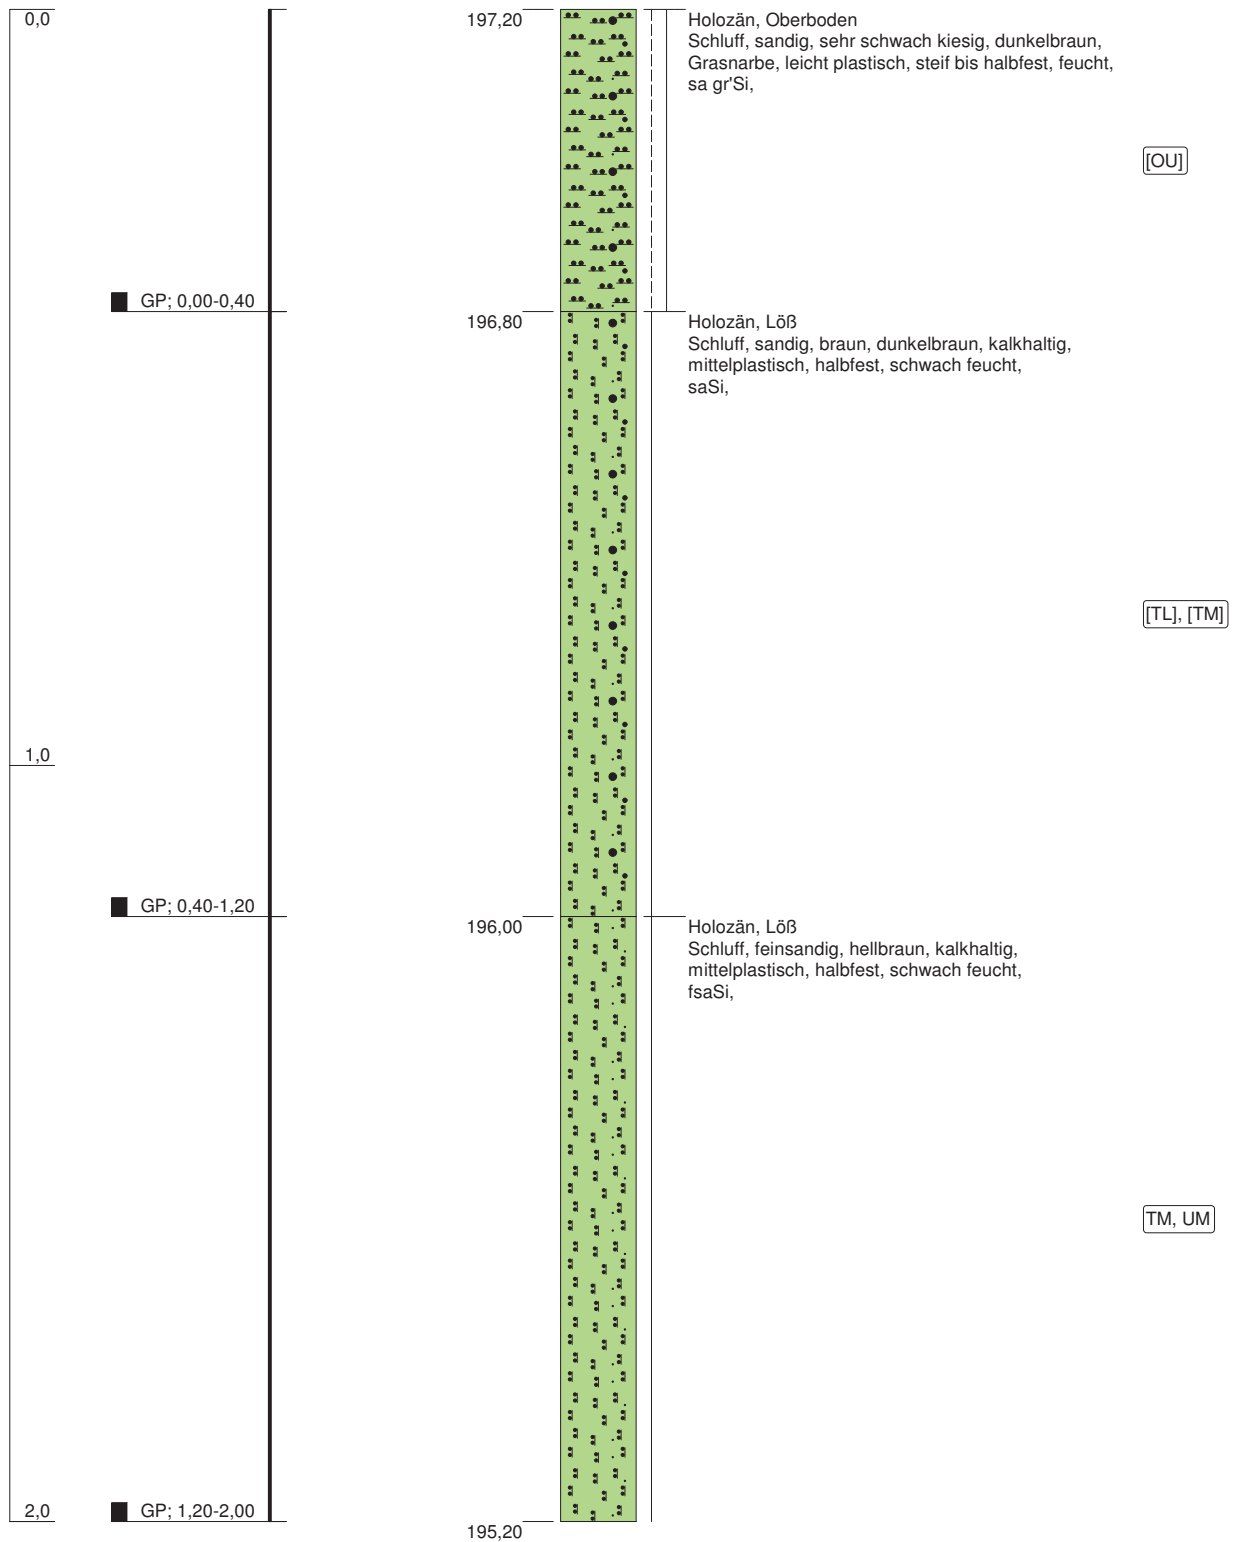 0,0
197,20
Holozän, Oberboden
Schluff, sandig, sehr schwach kiesig, dunkelbraun,
Grasnarbe, leicht plastisch, steif bis halbfest, feucht,
sa gr'Si,
[OU]
GP; 0,00-0,40
196,80
Holozän, Löß
Schluff, sandig, braun, dunkelbraun, kalkhaltig,
mittelplastisch, halbfest, schwach feucht,
saSi,
[TL], [TM]
1,0
GP; 0,40-1,20
196,00
Holozän, Löß
Schluff, feinsandig, hellbraun, kalkhaltig,
mittelplastisch, halbfest, schwach feucht,
fsaSi,
TM, UM
2,0
GP; 1,20-2,00
195,20